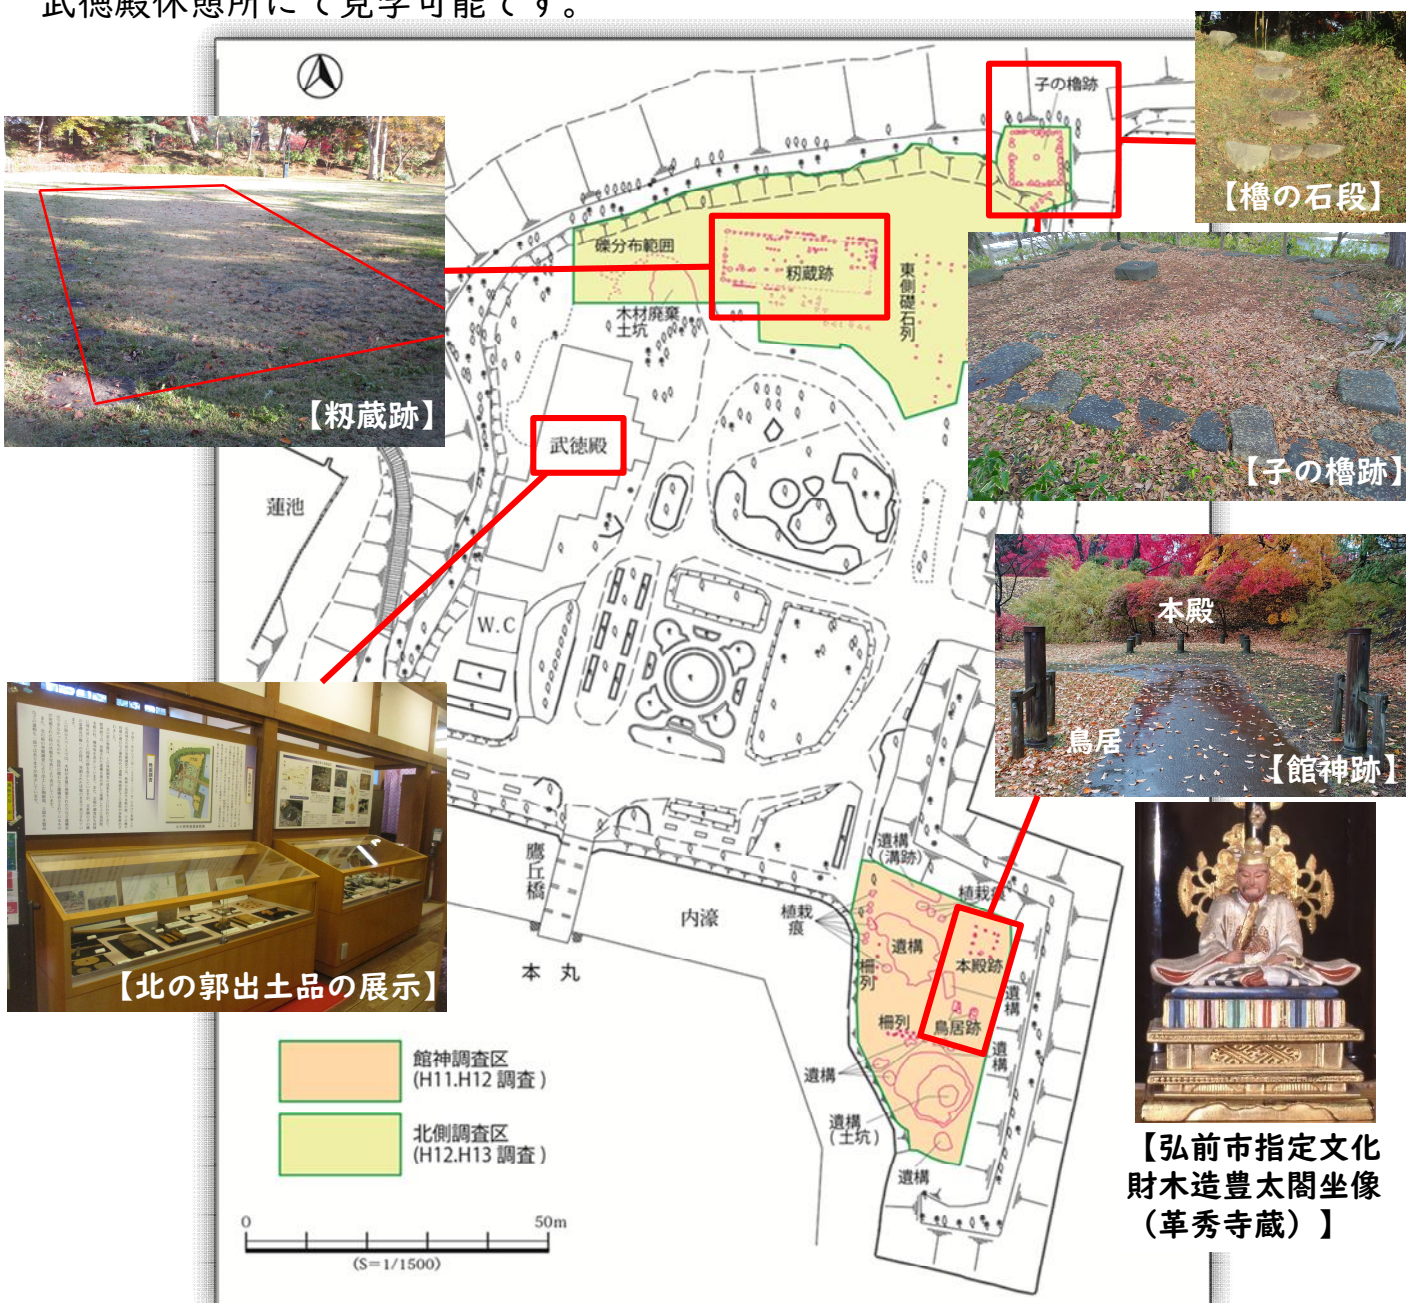 武徳殿休憩所にて見学可能です。
子の櫓跡
【櫓の石段】
礫分布範囲
籾蔵跡
東側礎石列
木材廃棄
土坑
【籾蔵跡】
【子の櫓跡】
武徳殿
蓮池
W.C
本殿
鳥居
【館神跡】
【北の郭出土品の展示】
鷹丘橋
内濠
本丸
遺構
(溝跡)
植栽痕
植栽
痕
遺構
本殿跡
柵列
遺構
柵列
鳥居跡
遺構
遺構
遺構
(土坑)
遺構
館神調査区
(H11.H12 調査)
北側調査区
(H12.H13 調査)
0 50m
(S=1/1500)
【弘前市指定文化
財木造豊太閤坐像
（革秀寺蔵）】